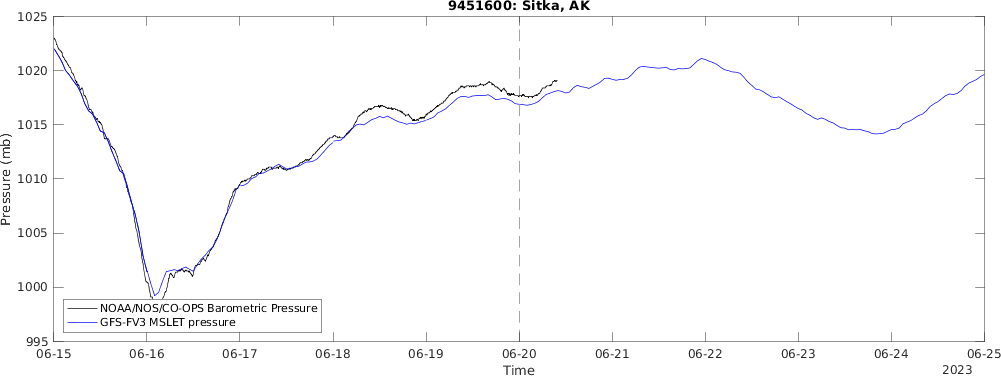 9451600: Sitka, AK
Pressure (mb)
1025
1020
1015
1010
1005
1000
995
NOAA/NOS/CO-OPS Barometric Pressure
GFS-FV3 MSLET pressure
06-15 06-16 06-17 06-18 06-19 06-20 06-21 06-22 06-23 06-24 06-25
Time
2023